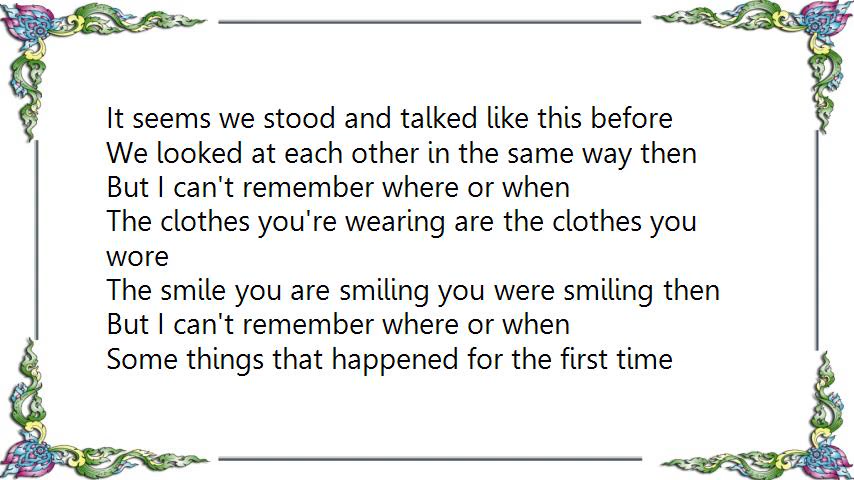 It seems we stood and talked like this before
We looked at each other in the same way then
But I can't remember where or when
The clothes you're wearing are the clothes you
wore
The smile you are smiling you were smiling then
But I can't remember where or when
Some things that happened for the first time